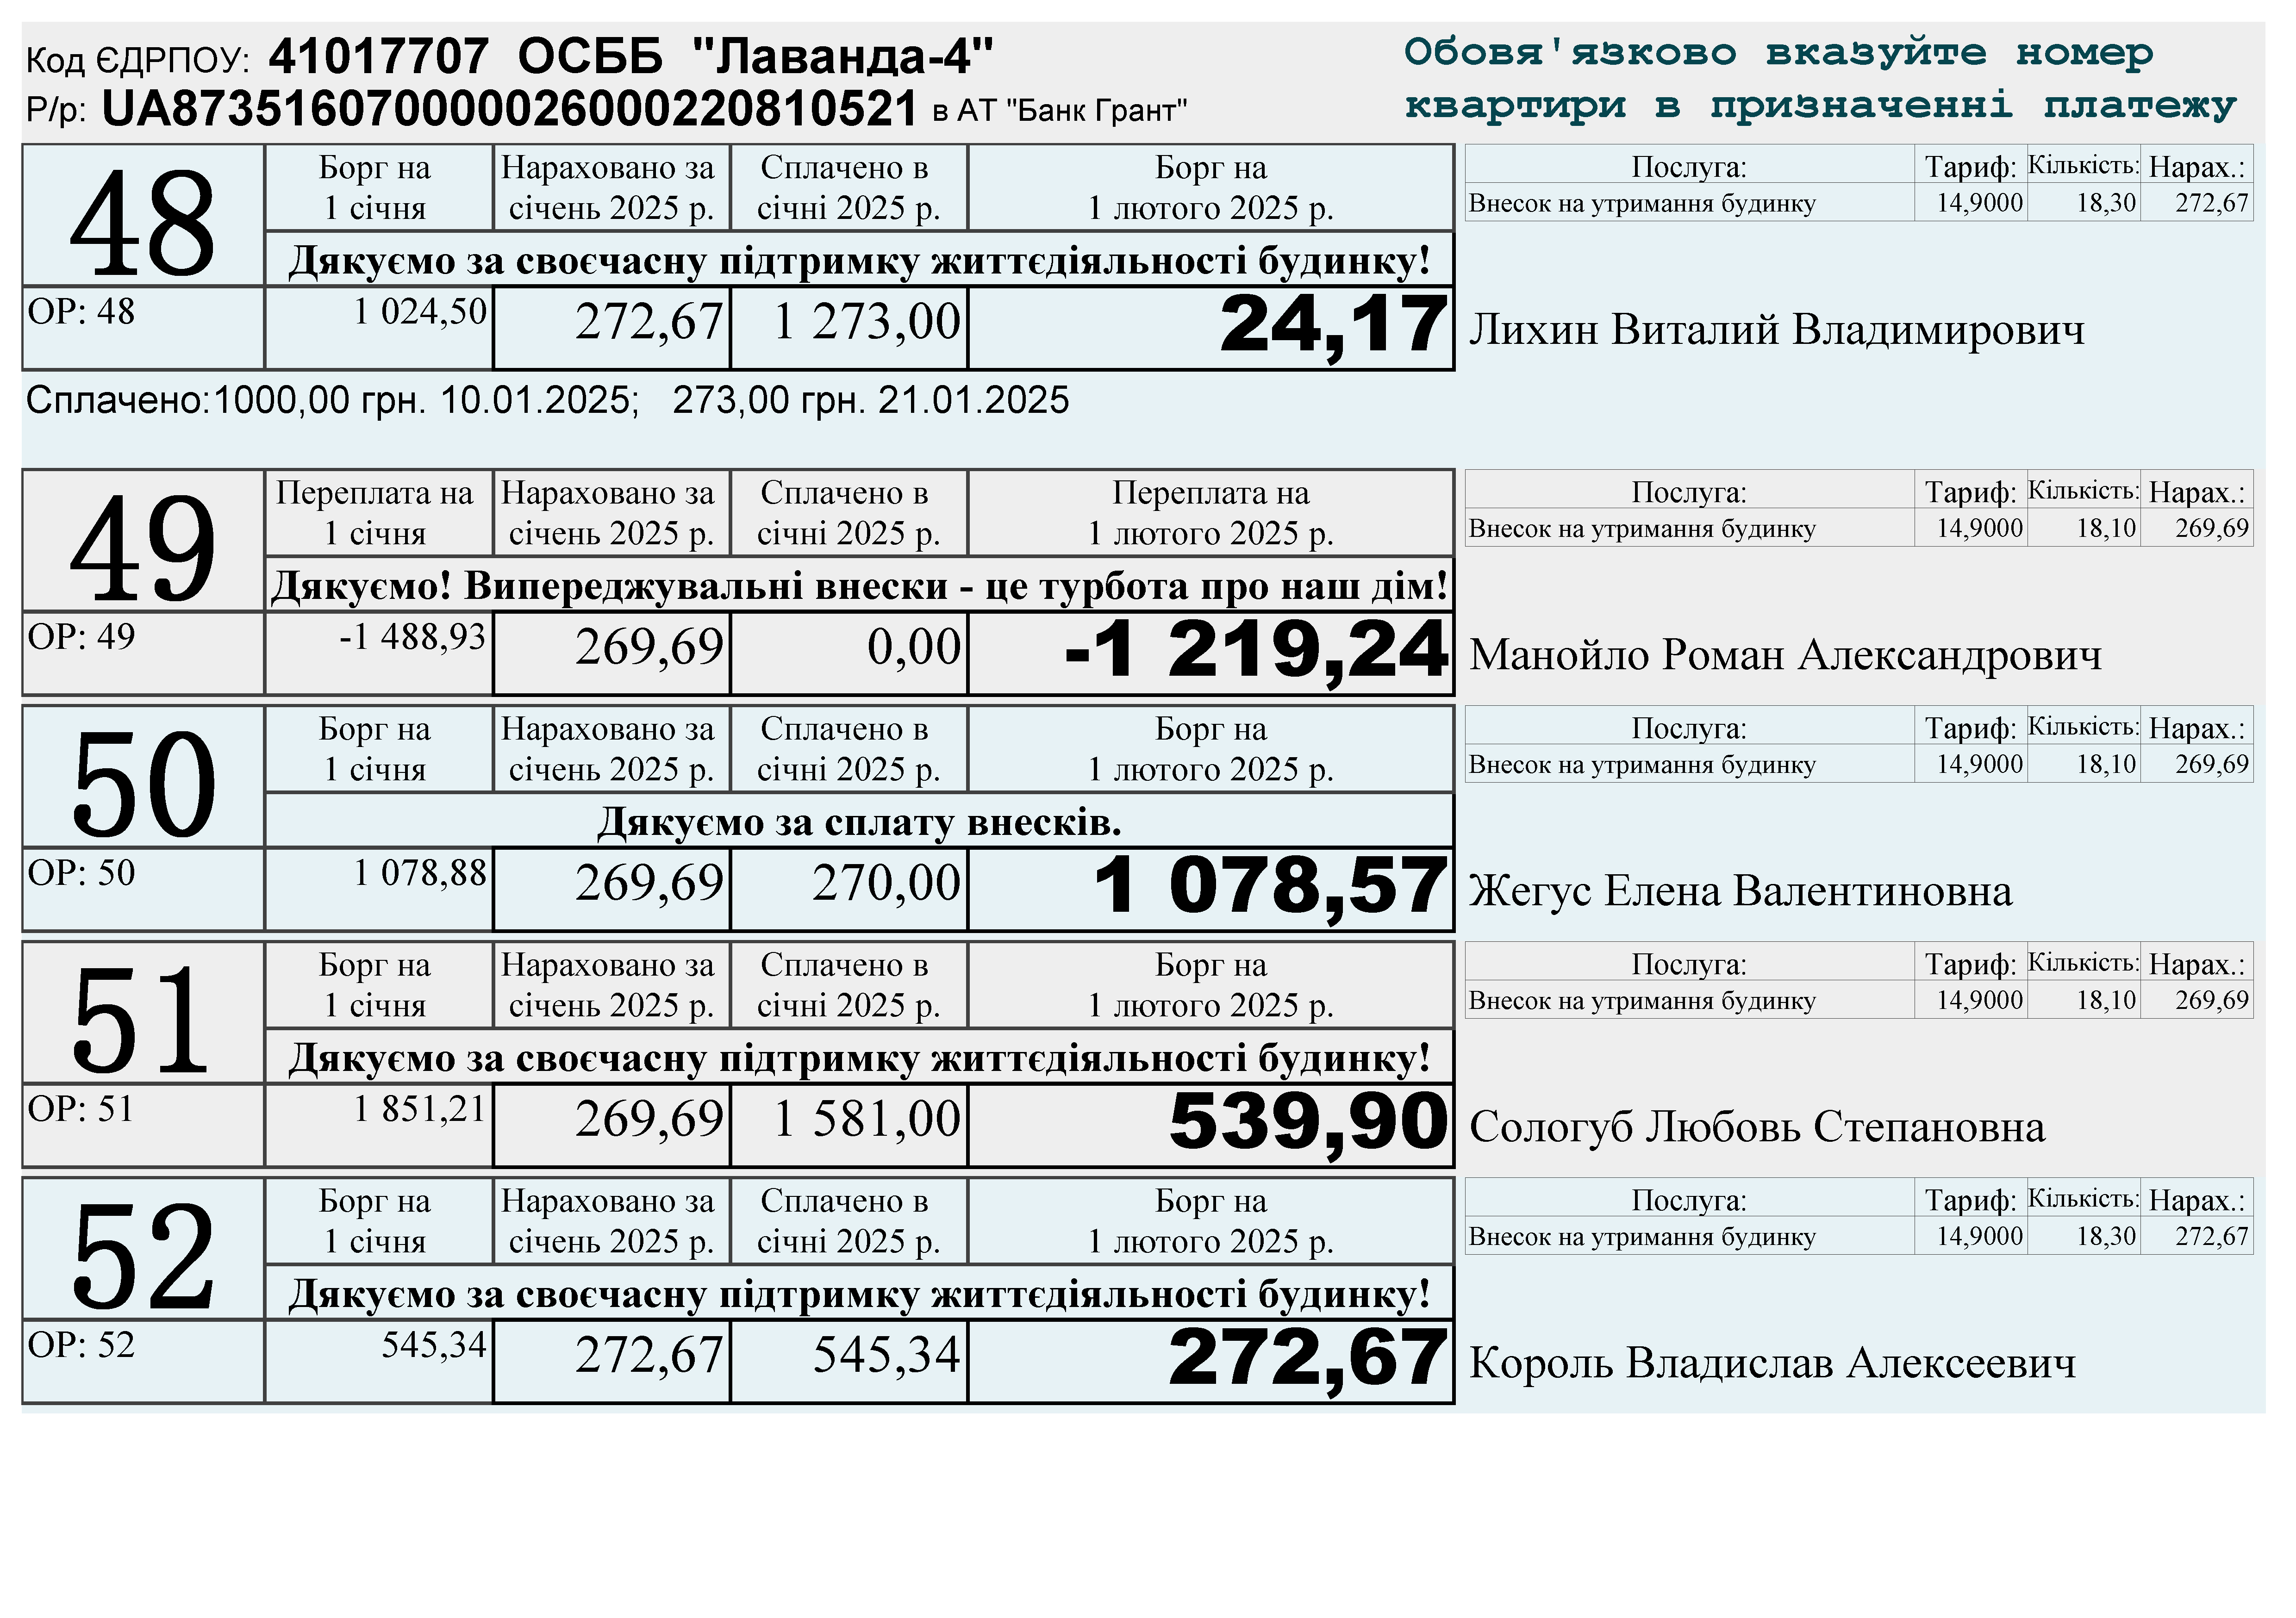 Код ЄДРПОУ: 41017707 ОСББ "Лаванда-4"
Р/р: UA873516070000026000220810521 в АТ "Банк Грант"
Обовя'язково вказуйте номер
квартири в призначенні платежу
48
Борг на
1 січня
Нараховано за
січень 2025 р.
Сплачено в
січні 2025 р.
Борг на
1 лютого 2025 р.
Дякуємо за своєчасну підтримку життєдіяльності будинку!
ОР: 48 1 024,50 272,67 1 273,00 24,17
Послуга: Тариф: Кількість: Нарах.:
Внесок на утримання будинку 14,9000 18,30 272,67
Лихин Виталий Владимирович
Сплачено:1000,00 грн. 10.01.2025; 273,00 грн. 21.01.2025
49
Переплата на
1 січня
Нараховано за
січень 2025 р.
Сплачено в
січні 2025 р.
Переплата на
1 лютого 2025 р.
Дякуємо! Випереджувальні внески - це турбота про наш дім!
ОР: 49 -1 488,93 269,69 0,00 -1 219,24
Послуга: Тариф: Кількість: Нарах.:
Внесок на утримання будинку 14,9000 18,10 269,69
Манойло Роман Александрович
50
Борг на
1 січня
Нараховано за
січень 2025 р.
Сплачено в
січні 2025 р.
Борг на
1 лютого 2025 р.
Дякуємо за сплату внесків.
ОР: 50 1 078,88 269,69 270,00 1 078,57
Послуга: Тариф: Кількість: Нарах.:
Внесок на утримання будинку 14,9000 18,10 269,69
Жегус Елена Валентиновна
51
Борг на
1 січня
Нараховано за
січень 2025 р.
Сплачено в
січні 2025 р.
Борг на
1 лютого 2025 р.
Дякуємо за своєчасну підтримку життєдіяльності будинку!
ОР: 51 1 851,21 269,69 1 581,00 539,90
Послуга: Тариф: Кількість: Нарах.:
Внесок на утримання будинку 14,9000 18,10 269,69
Сологуб Любовь Степановна
52
Борг на
1 січня
Нараховано за
січень 2025 р.
Сплачено в
січні 2025 р.
Борг на
1 лютого 2025 р.
Дякуємо за своєчасну підтримку життєдіяльності будинку!
ОР: 52 545,34 272,67 545,34 272,67
Послуга: Тариф: Кількість: Нарах.:
Внесок на утримання будинку 14,9000 18,30 272,67
Король Владислав Алексеевич